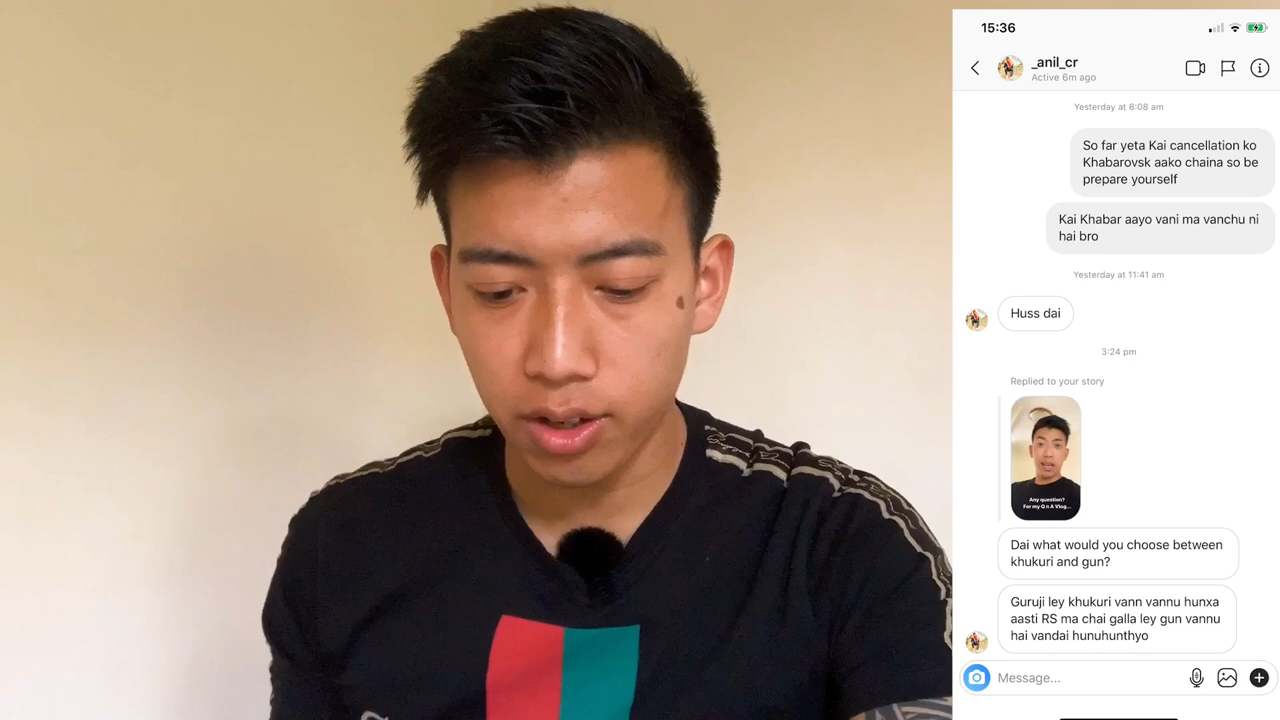 15:36
_anil_cr
Active 6m ago
Yesterday at 8:08 am
So far yeta Kai cancellation ko
Khabarovsk aako chaina so be
prepare yourself
Kai Khabar aayo vani ma vanchu ni
hai bro
Yesterday at 11:41 am
Huss dai
3:24 pm
Replied to your story
Any question?
For my Q n A Vlog...
Dai what would you choose between
khukuri and gun?
Guruji ley khukuri vann vannu hunxa
aasti RS ma chai galla ley gun vannu
hai vandai hunuhunthyo
Message...